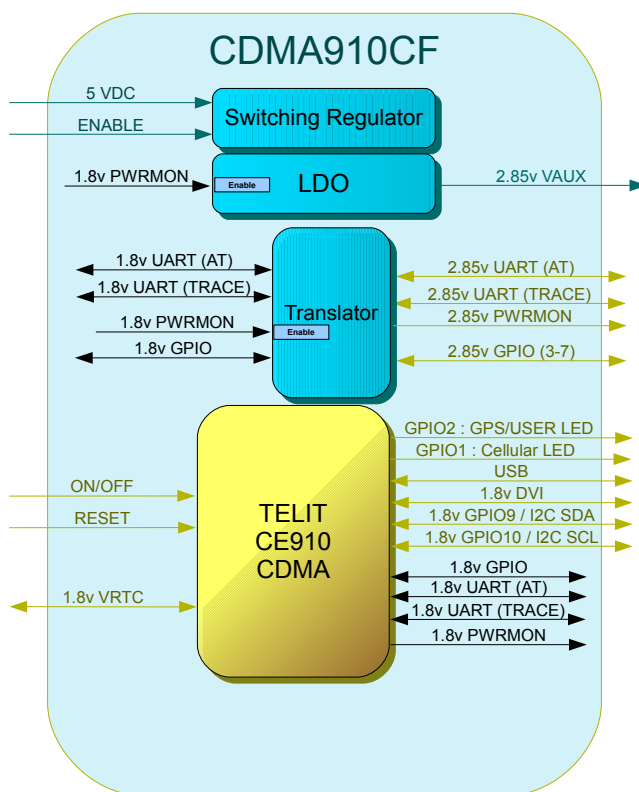 CDMA910CF
5 VDC
ENABLE
Switching Regulator
1.8v PWRMON
Enable
LDO
2.85v VAUX
1.8v UART (AT)
1.8v UART (TRACE)
1.8v PWRMON
1.8v GPIO
Translator
Enable
2.85v UART (AT)
2.85v UART (TRACE)
2.85v PWRMON
2.85v GPIO (3-7)
ON/OFF
RESET
1.8v VRTC
TELIT
CE910
CDMA
GPIO2 : GPS/USER LED
GPIO1 : Cellular LED
USB
1.8v DVI
1.8v GPIO9 / I2C SDA
1.8v GPIO10 / I2C SCL
1.8v GPIO
1.8v UART (AT)
1.8v UART (TRACE)
1.8v PWRMON